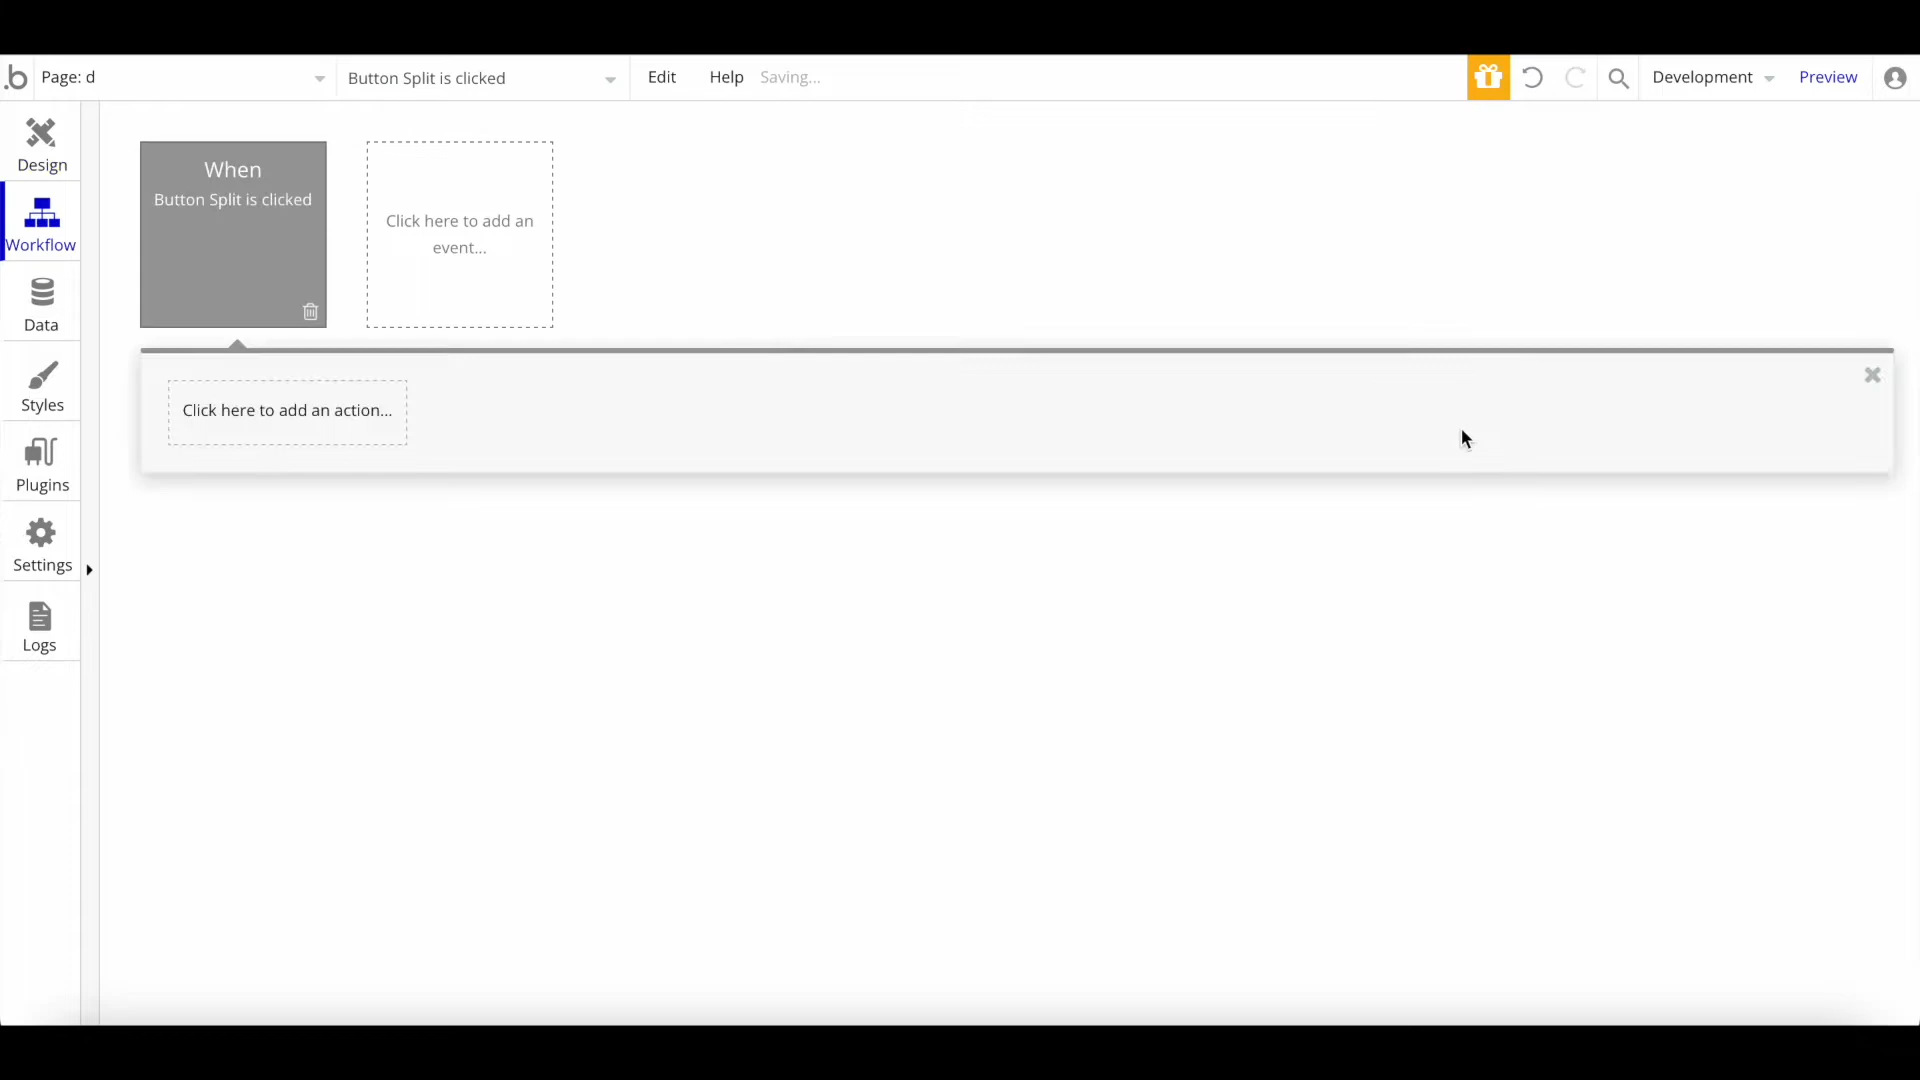 .b Page: d Button Split is clicked Edit Help Saving... Development Preview
Design
Workflow
Data
Styles
Plugins
Settings
Logs
When
Button Split is clicked
Click here to add an
event...
Click here to add an action...